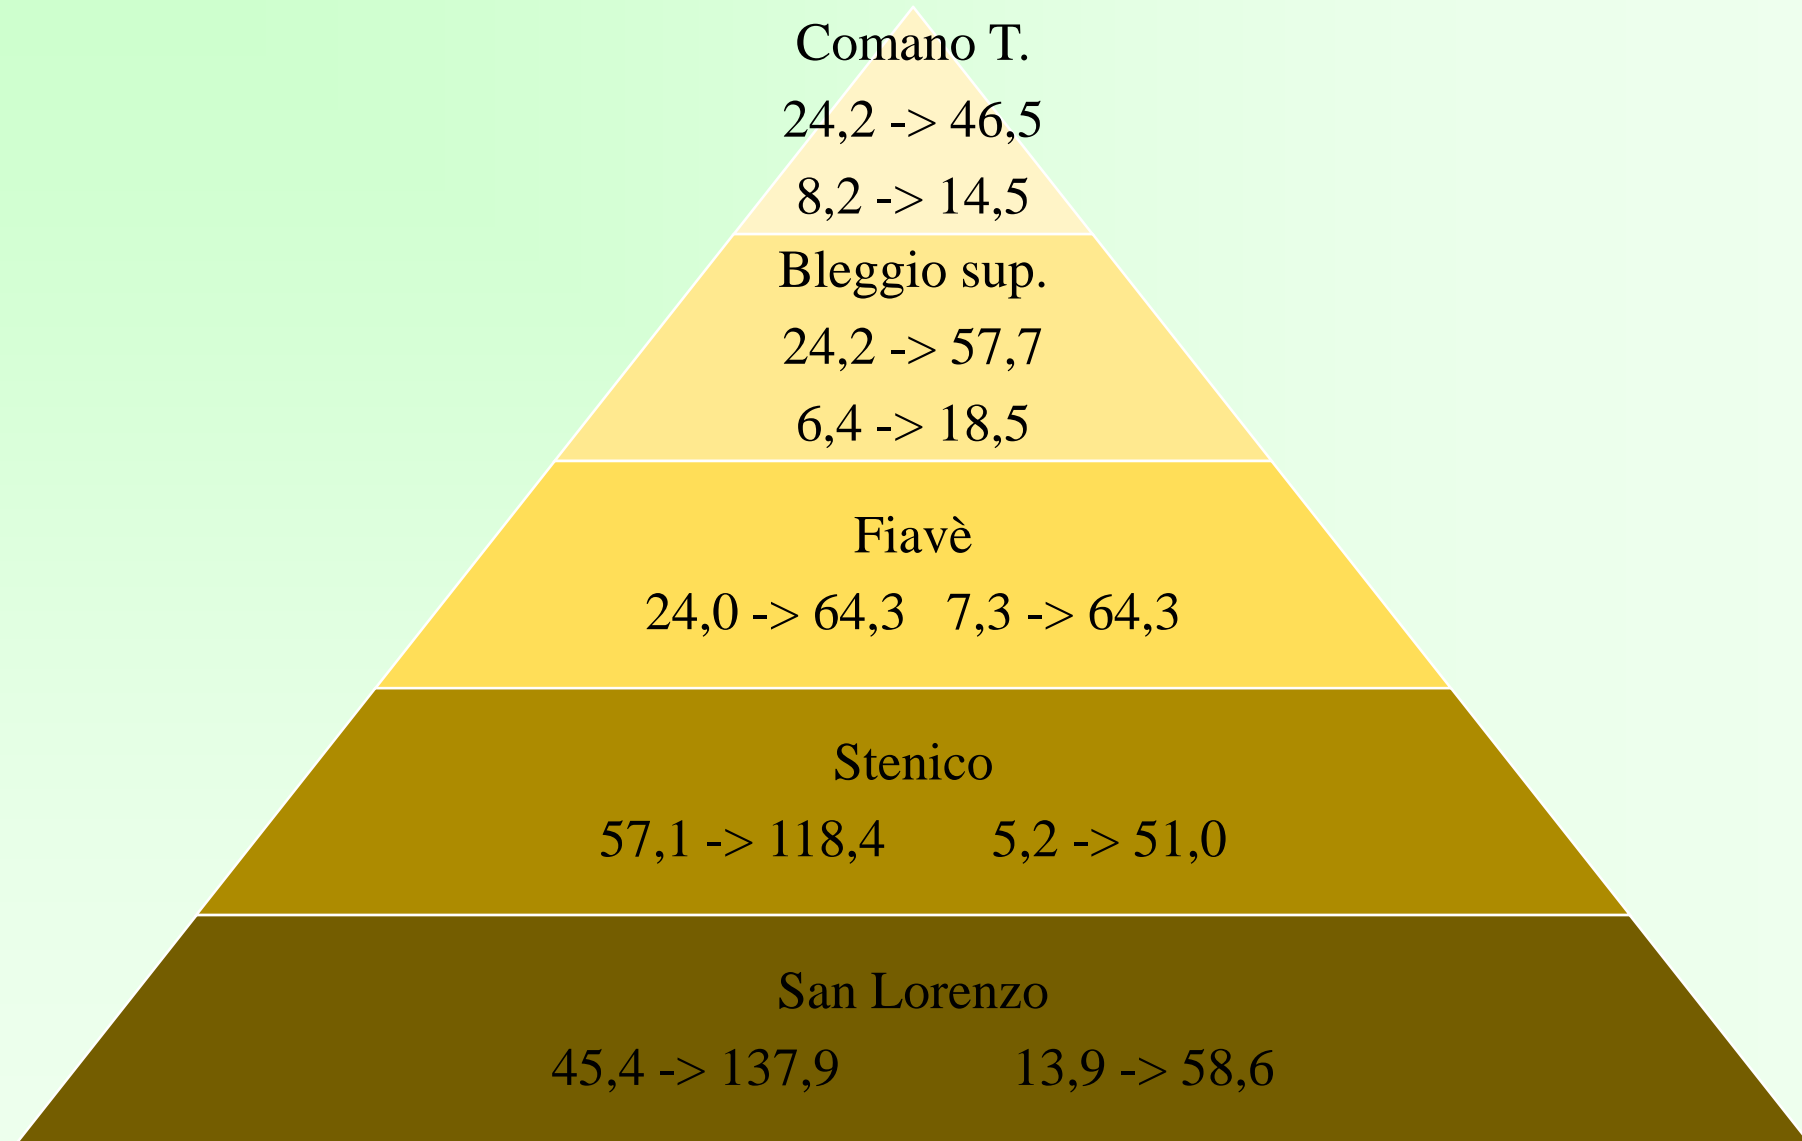 Comano T.
24,2 -> 46,5
8,2 -> 14,5
Bleggio sup.
24,2 -> 57,7
6,4 -> 18,5
Fiavè
24,0 -> 64,3 7,3 -> 64,3
Stenico
57,1 -> 118,4 5,2 -> 51,0
San Lorenzo
45,4 -> 137,9 13,9 -> 58,6